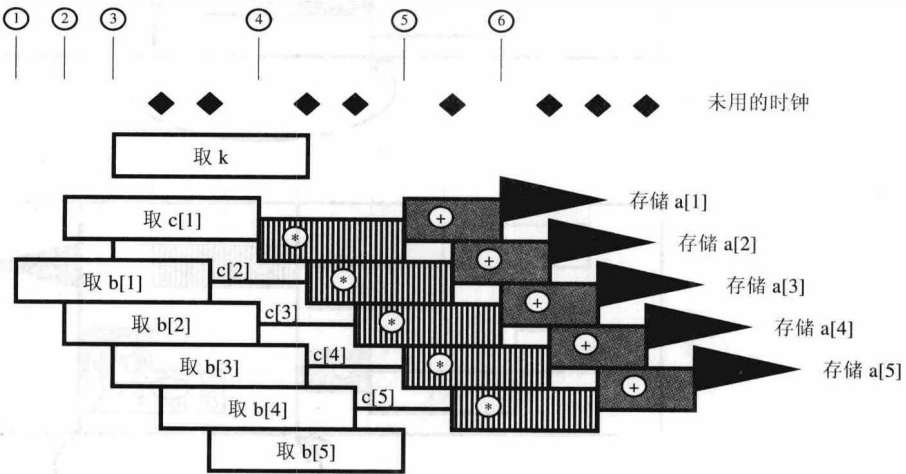 ① ② ③ ④ ⑤ ⑥
未用的时钟
取 k
取 c[1]
+
存储 a[1]
*
+
存储 a[2]
取 b[1]
c[2]
*
+
存储 a[3]
取 b[2]
c[3]
*
+
存储 a[4]
取 b[3]
c[4]
*
+
存储 a[5]
取 b[4]
c[5]
*
取 b[5]